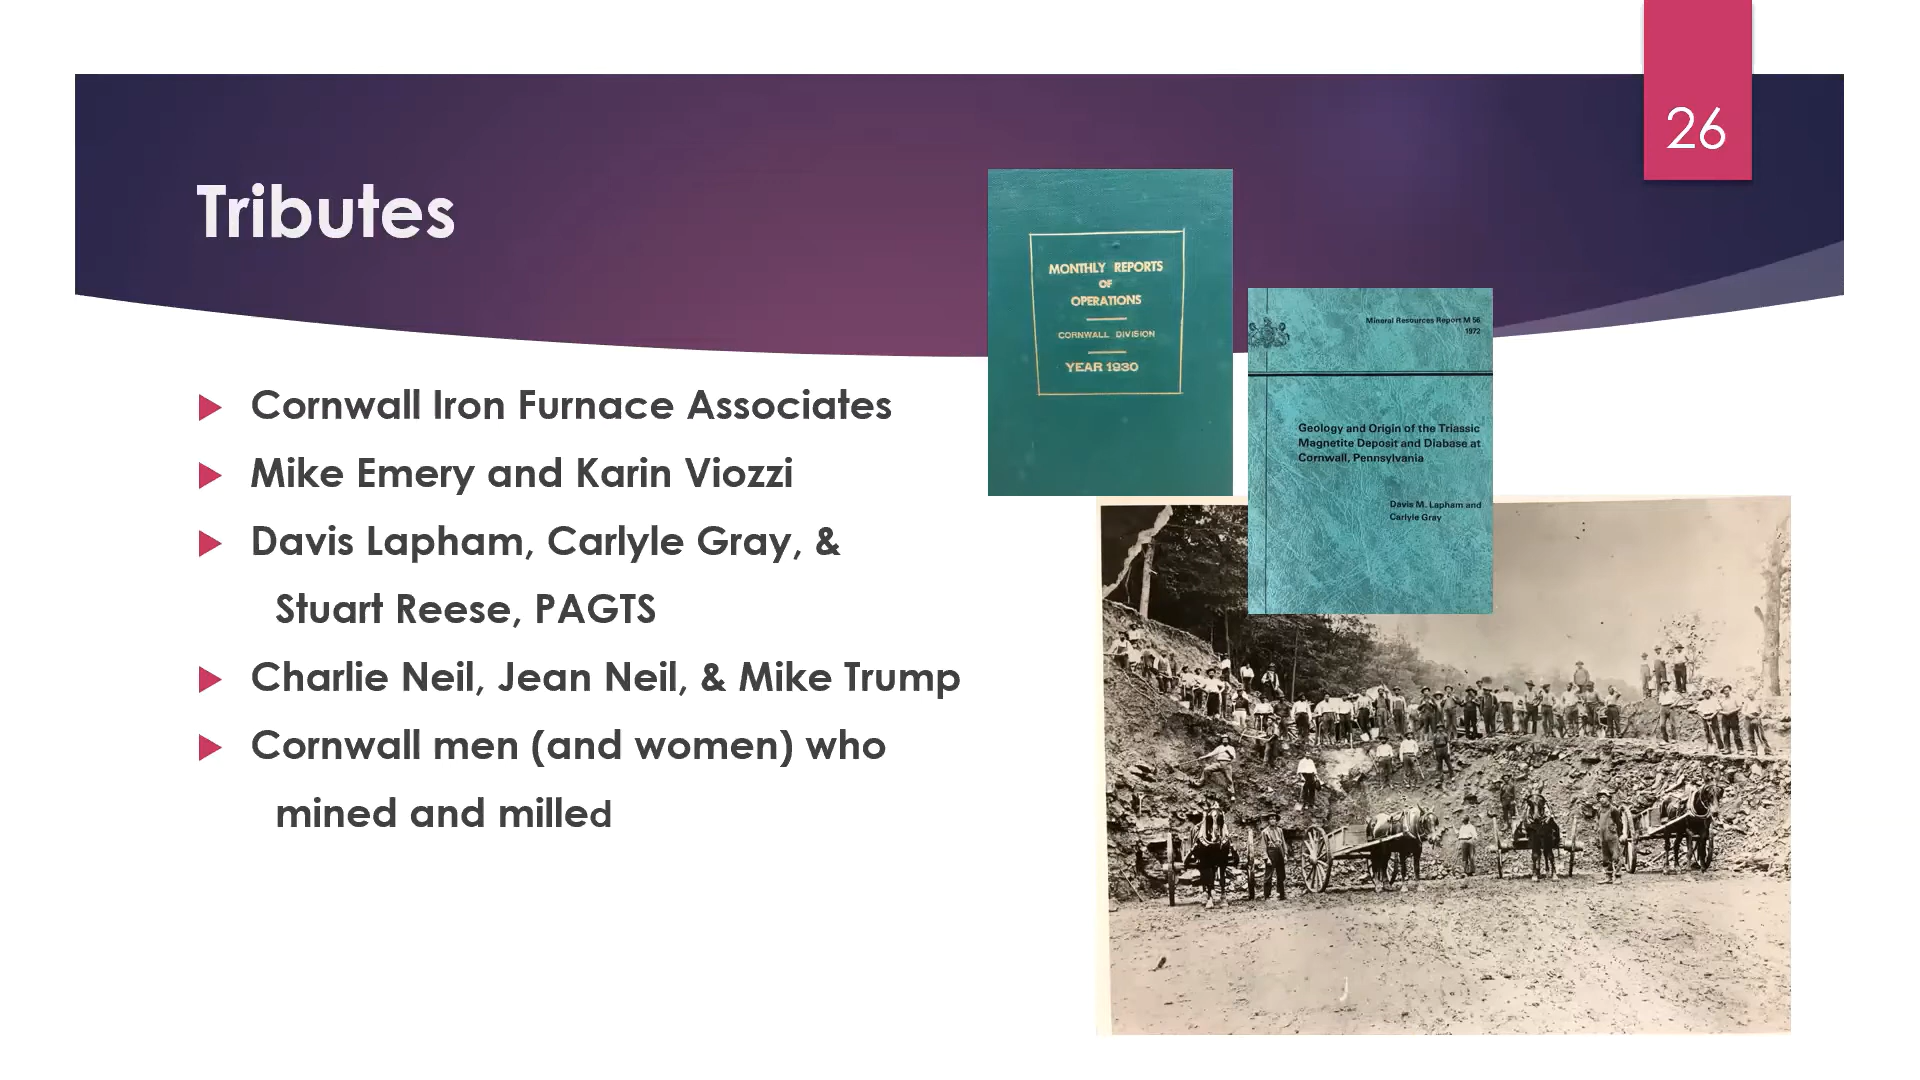 26
Tributes
Cornwall Iron Furnace Associates
Mike Emery and Karin Viozzi
Davis Lapham, Carlyle Gray, &
Stuart Reese, PAGTS
Charlie Neil, Jean Neil, & Mike Trump
Cornwall men (and women) who
mined and milled
MONTHLY REPORTS
OF
OPERATIONS
CORNWALL DIVISION
YEAR 1930
Mineral Resources Report M 56
1972
Geology and Origin of the Triassic
Magnetite Deposit and Diabase at
Cornwall, Pennsylvania
Davis M. Lapham and
Carlyle Gray